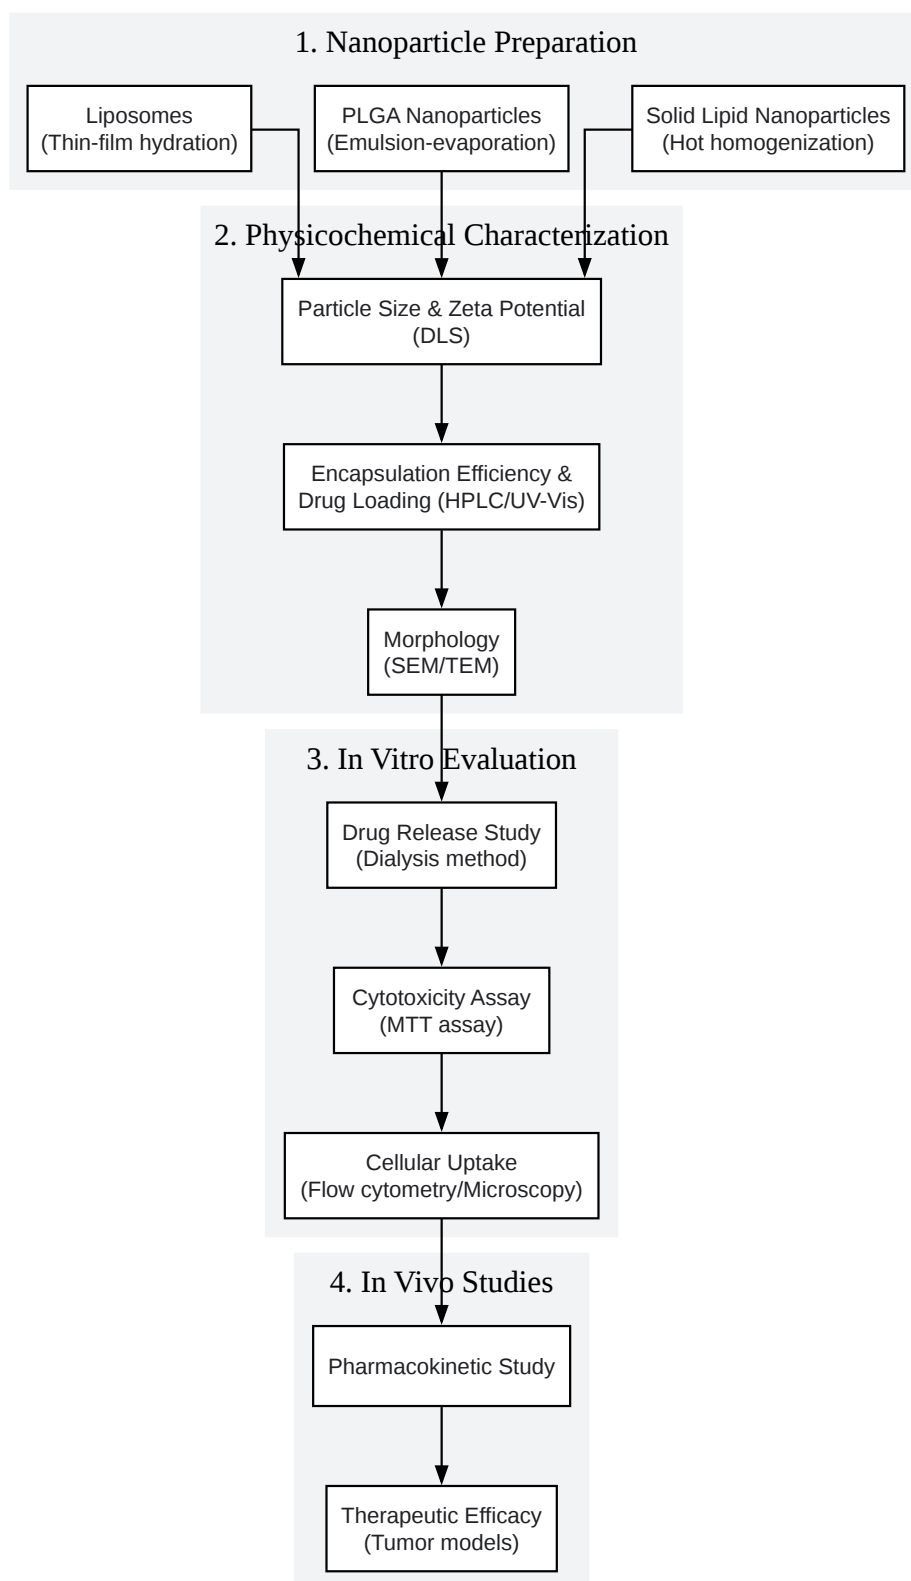 1. Nanoparticle Preparation
Liposomes
(Thin-film hydration)
PLGA Nanoparticles
(Emulsion-evaporation)
Solid Lipid Nanoparticles
(Hot homogenization)
2. Physicochemical Characterization
Particle Size & Zeta Potential
(DLS)
Encapsulation Efficiency &
Drug Loading (HPLC/UV-Vis)
Morphology
(SEM/TEM)
3. In Vitro Evaluation
Drug Release Study
(Dialysis method)
Cytotoxicity Assay
(MTT assay)
Cellular Uptake
(Flow cytometry/Microscopy)
4. In Vivo Studies
Pharmacokinetic Study
Therapeutic Efficacy
(Tumor models)